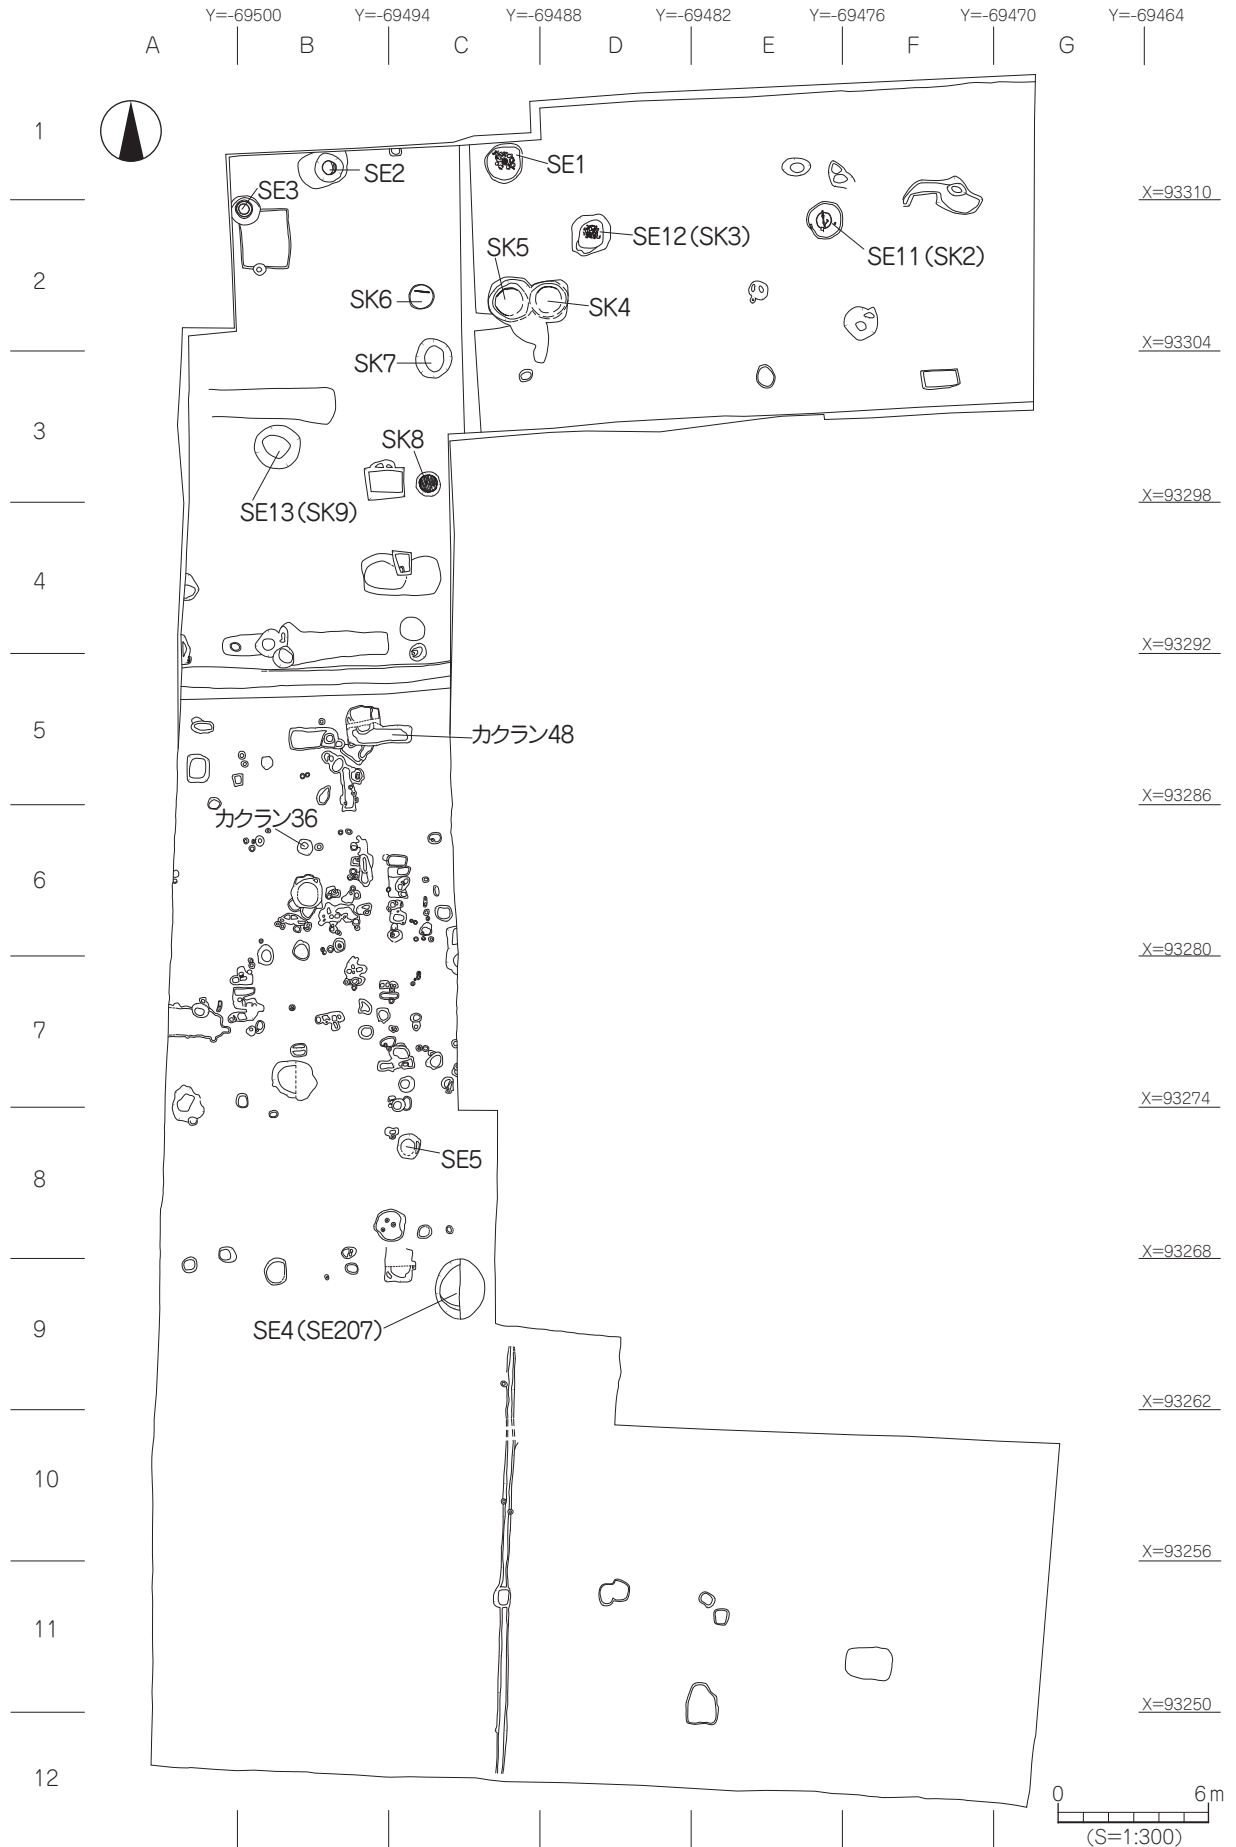 Y=-69500 Y=-69494 Y=-69488 Y=-69482 Y=-69476 Y=-69470 Y=-69464
A B C D E F G
1
SE1
SE2
SE3
X=93310
SE12(SK3)
SK5
SE11(SK2)
2
SK6
SK4
X=93304
SK7
3
SK8
X=93298
SE13(SK9)
4
X=93292
5
カクラン48
X=93286
カクラン36
6
X=93280
7
X=93274
SE5
8
X=93268
SE4(SE207)
9
X=93262
10
X=93256
11
X=93250
12
0 6m
(S=1:300)